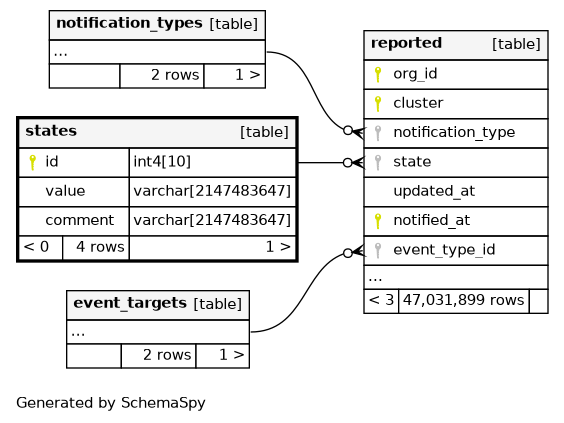 notification_types [table]
...
2 rows 1 >
states [table]
id int4[10]
value varchar[2147483647]
comment varchar[2147483647]
< 0 4 rows 1 >
event_targets [table]
...
2 rows 1 >
reported [table]
org_id
cluster
notification_type
state
updated_at
notified_at
event_type_id
...
< 3 47,031,899 rows
Generated by SchemaSpy